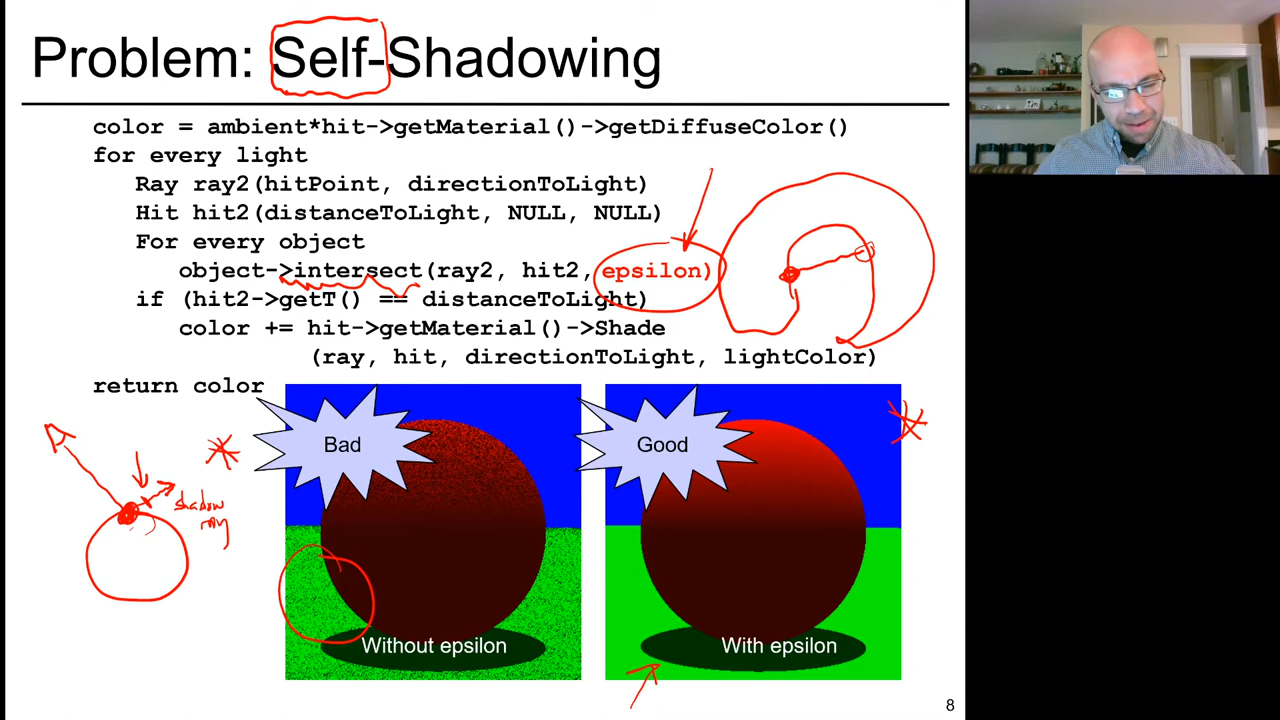 Problem: Self-Shadowing
color = ambient*hit->getMaterial()->getDiffuseColor()
for every light
Ray ray2(hitPoint, directionToLight)
Hit hit2(distanceToLight, NULL, NULL)
For every object
object->intersect(ray2, hit2, epsilon)
if (hit2->getT() == distanceToLight)
color += hit->getMaterial()->Shade
(ray, hit, directionToLight, lightColor)
return color
Bad
Good
shadow
ray
Without epsilon
With epsilon
8